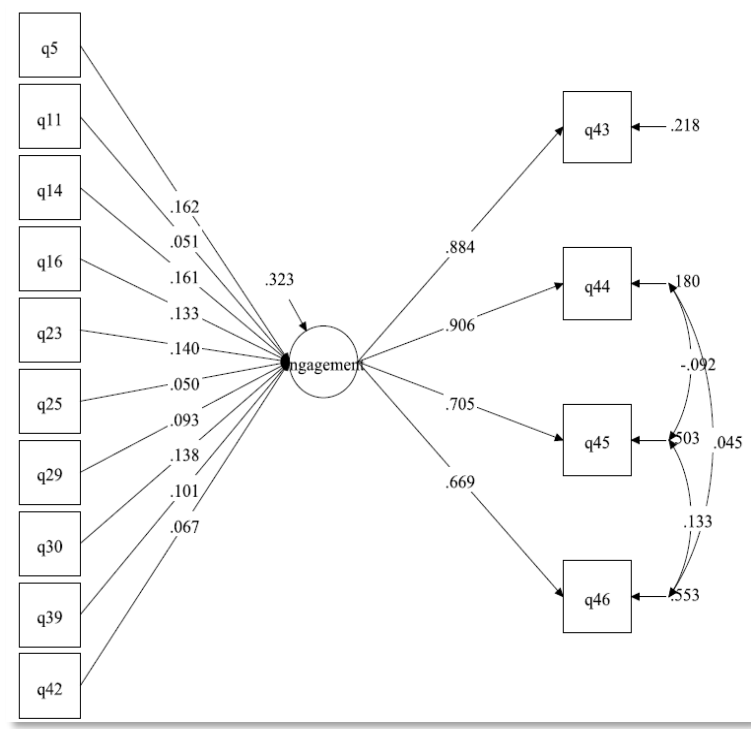 q5
q11
q14
q16
q23
q25
q29
q30
q39
q42
.162
.051
.161
.133
.140
.050
.093
.138
.101
.067
.323
ngagement
.884
.906
.705
.669
q43
q44
q45
q46
.218
.180
.503
.553
-.092
.045
.133